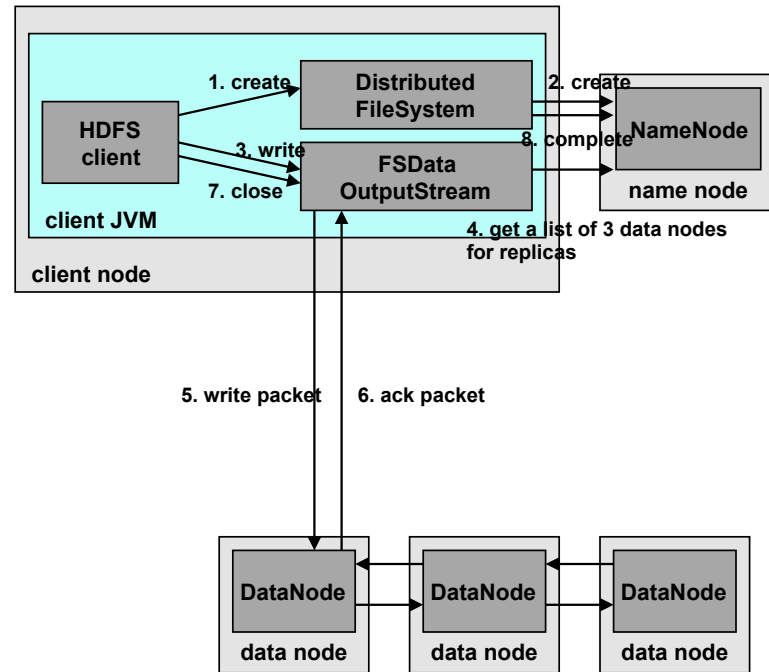 1. create
Distributed
FileSystem
2. create
HDFS
client
NameNode
3. write
8. complete
FSData
OutputStream
7. close
name node
client JVM
4. get a list of 3 data nodes
for replicas
client node
5. write packet
6. ack packet
DataNode
DataNode
DataNode
data node
data node
data node